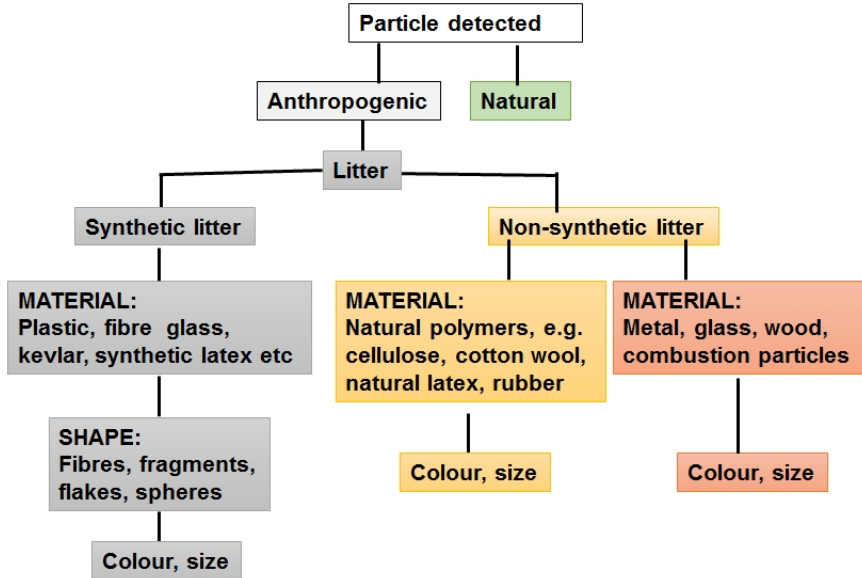 Particle detected
Anthropogenic
Natural
Litter
Synthetic litter
Non-synthetic litter
MATERIAL:
Plastic, fibre glass,
kevlar, synthetic latex etc
MATERIAL:
Natural polymers, e.g.
cellulose, cotton wool,
natural latex, rubber
MATERIAL:
Metal, glass, wood,
combustion particles
SHAPE:
Fibres, fragments,
flakes, spheres
Colour, size
Colour, size
Colour, size